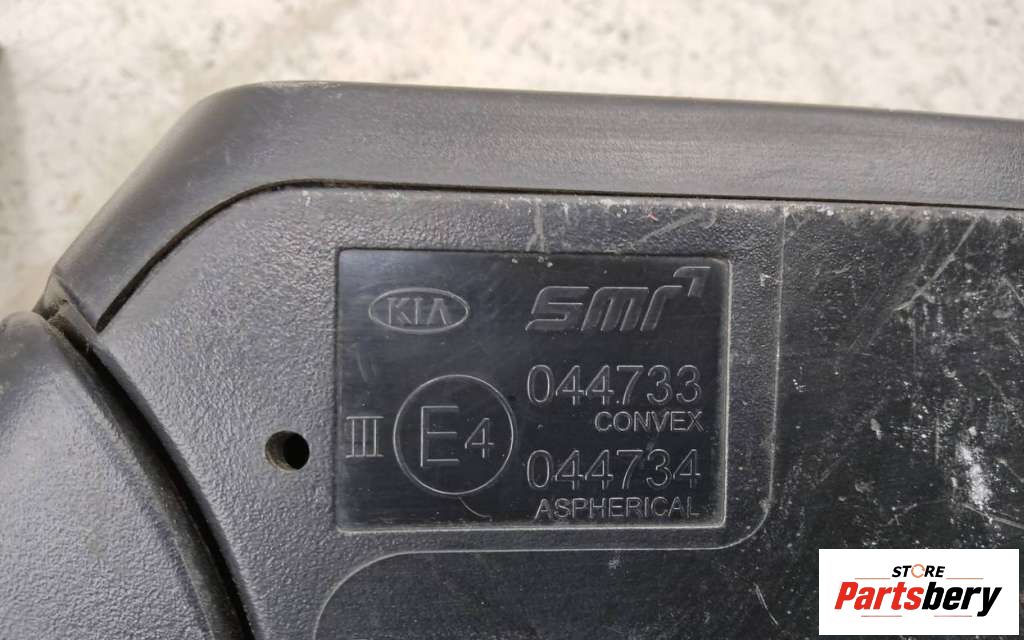 KIA SMR
III E4 044733
CONVEX
044734
ASPHERICAL
STORE
Partsbery